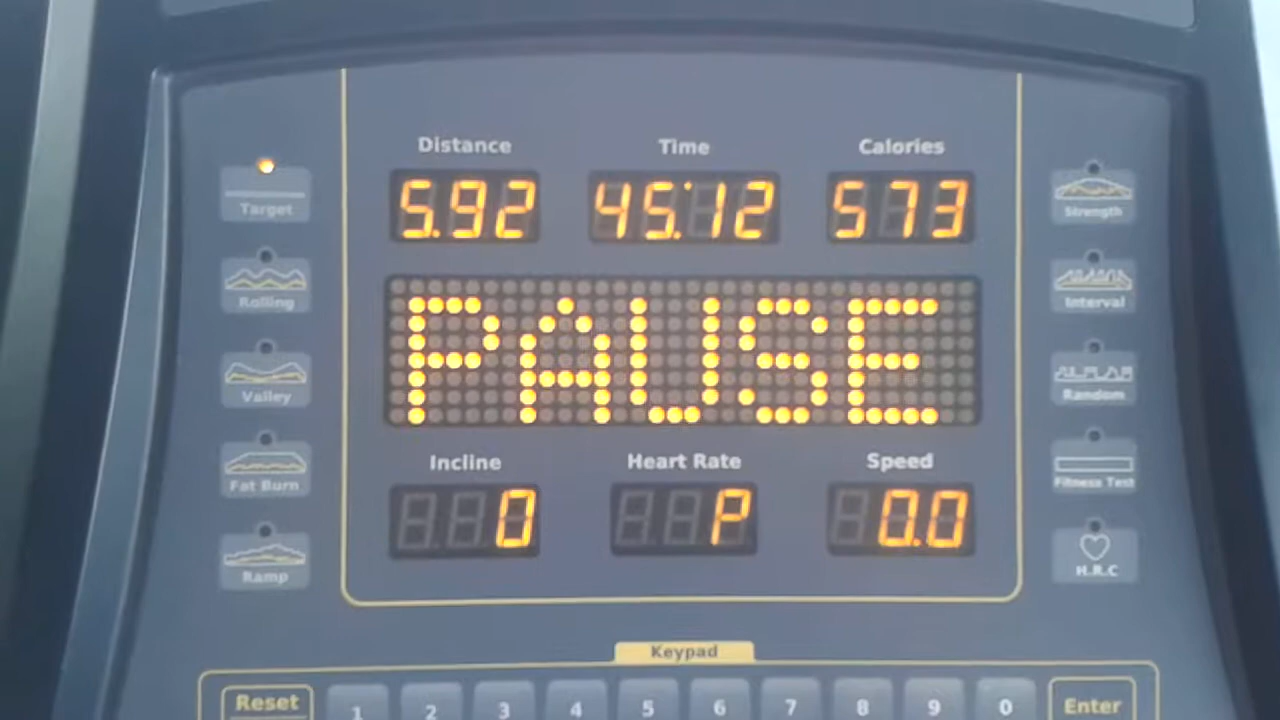 Distance Time Calories
5.92 45:12 573
Target
Strength
PAUSE
Rolling
Interval
Valley
Random
Incline Heart Rate Speed
0 P 0.0
Fat Burn
Fitness Test
Ramp
H.R.C
Keypad
Reset 1 2 3 4 5 6 7 8 9 0 Enter